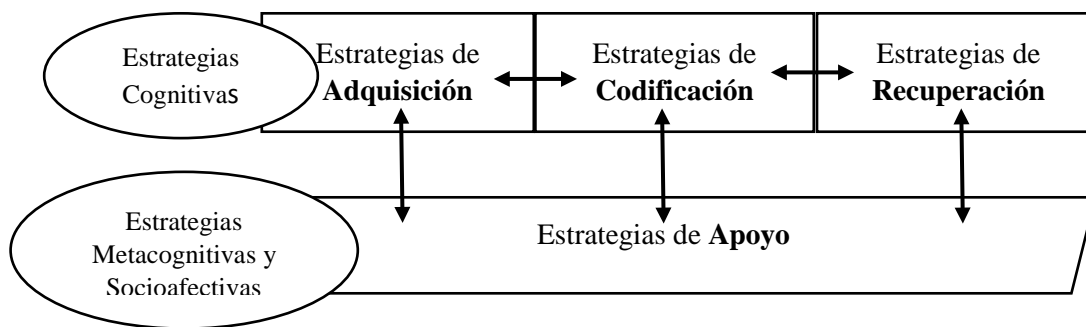 Estrategias
Cognitivas
Estrategias de
Adquisición
Estrategias de
Codificación
Estrategias de
Recuperación
Estrategias
Metacognitivas y
Socioafectivas
Estrategias de Apoyo